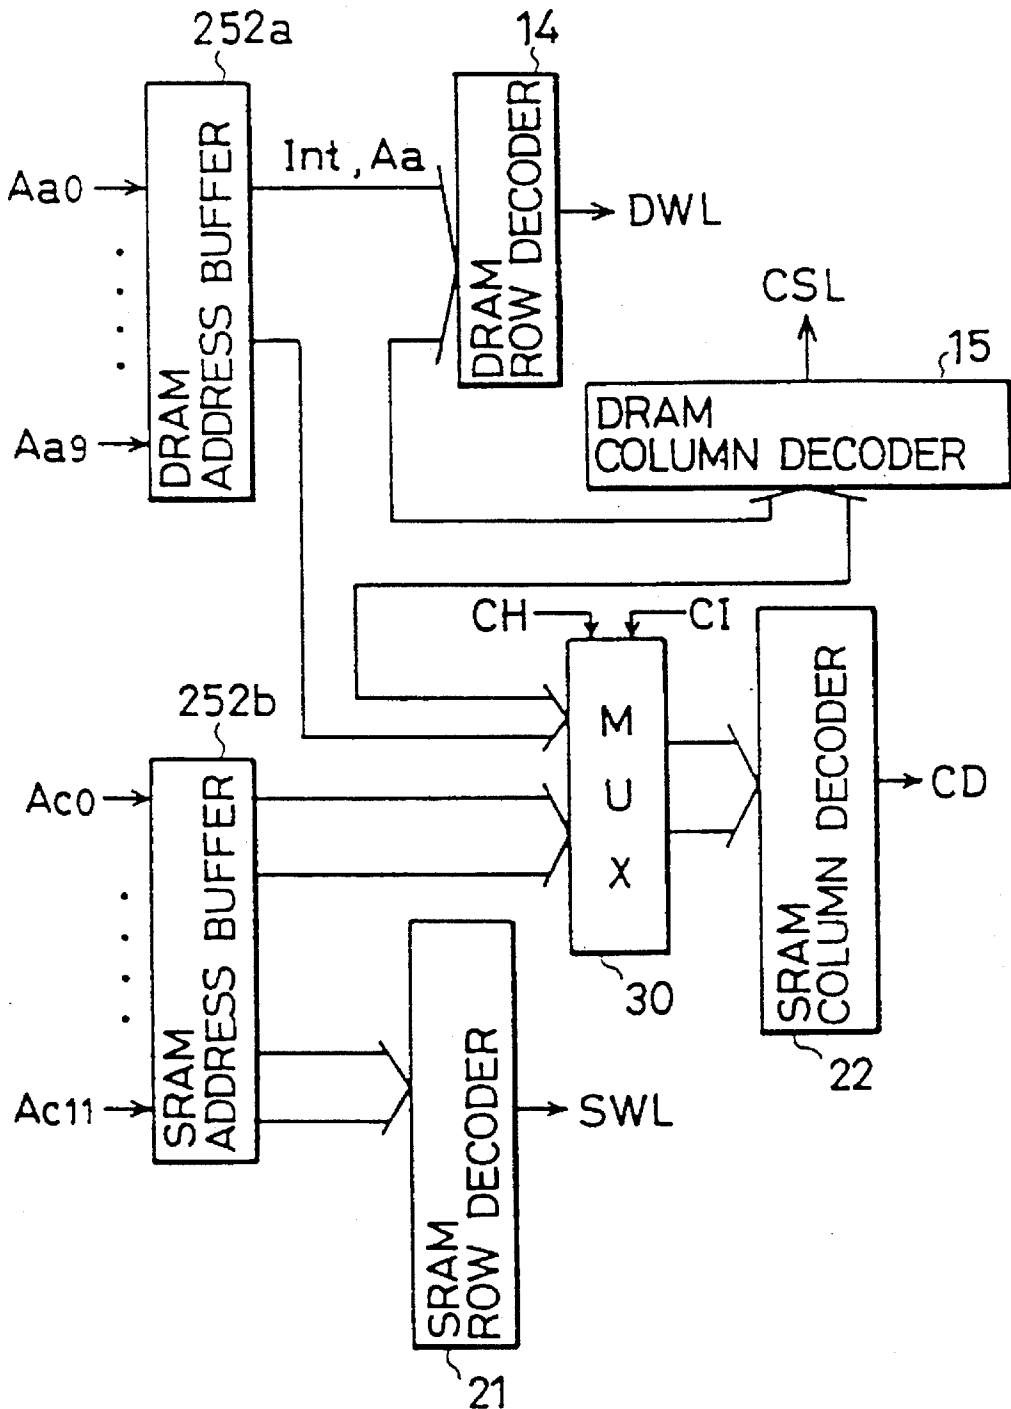 252a
14
Aa0
Aa9
DRAM
ADDRESS BUFFER
Int, Aa
DRAM
ROW DECODER
DWL
CSL
15
DRAM
COLUMN DECODER
CH
CI
252b
Ac0
Ac11
SRAM
ADDRESS BUFFER
M
U
X
30
SRAM
COLUMN DECODER
CD
22
SRAM
ROW DECODER
SWL
21